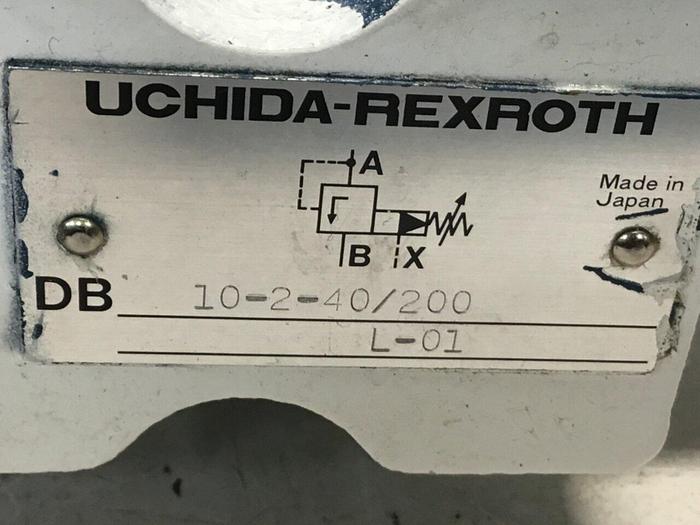 UCHIDA-REXROTH
A
Made in
Japan
B X
DB 10-2-40/200
L-01